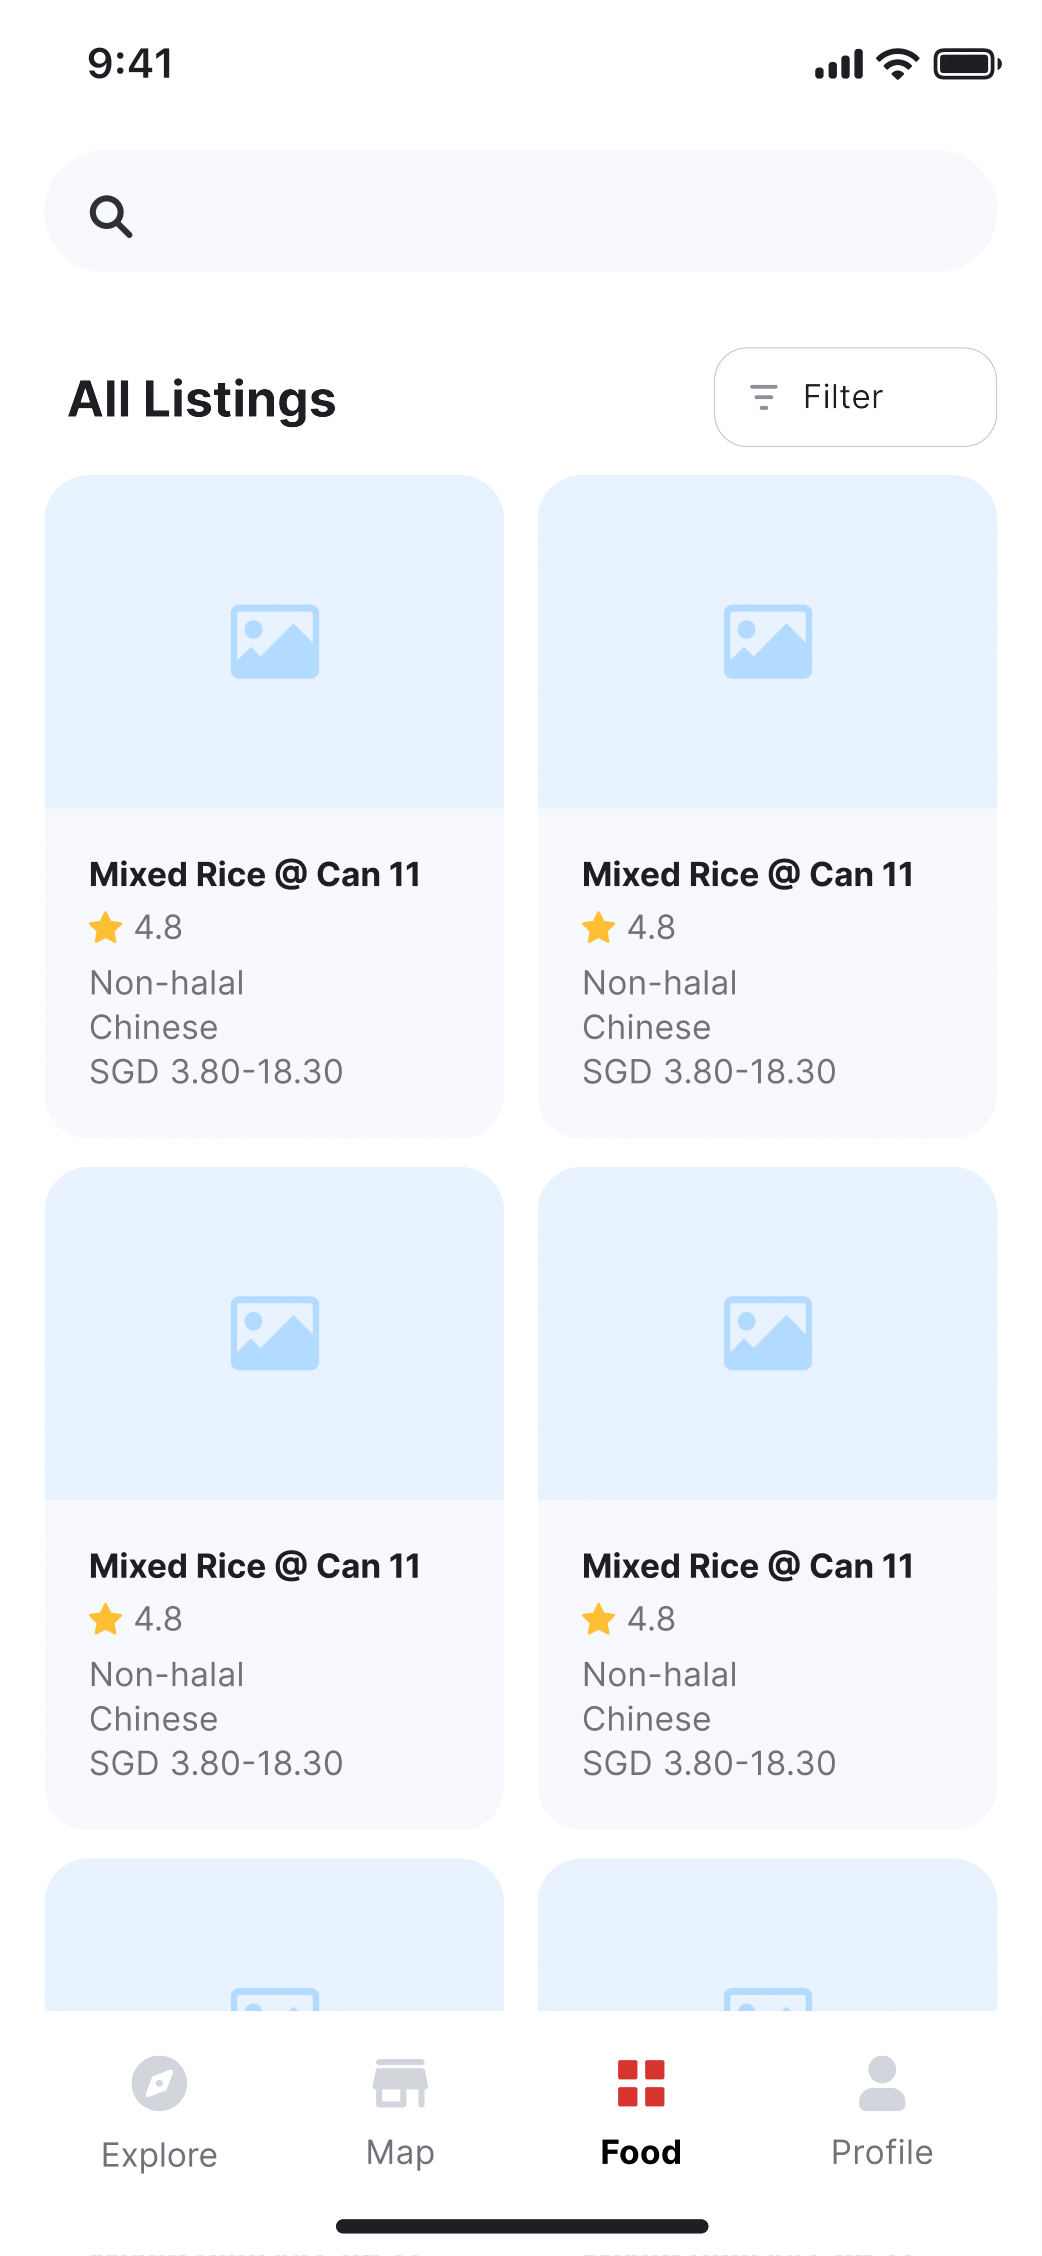 9:41
All Listings
Filter
Mixed Rice @ Can 11
4.8
Non-halal
Chinese
SGD 3.80-18.30
Mixed Rice @ Can 11
4.8
Non-halal
Chinese
SGD 3.80-18.30
Mixed Rice @ Can 11
4.8
Non-halal
Chinese
SGD 3.80-18.30
Mixed Rice @ Can 11
4.8
Non-halal
Chinese
SGD 3.80-18.30
Explore
Map
Food
Profile